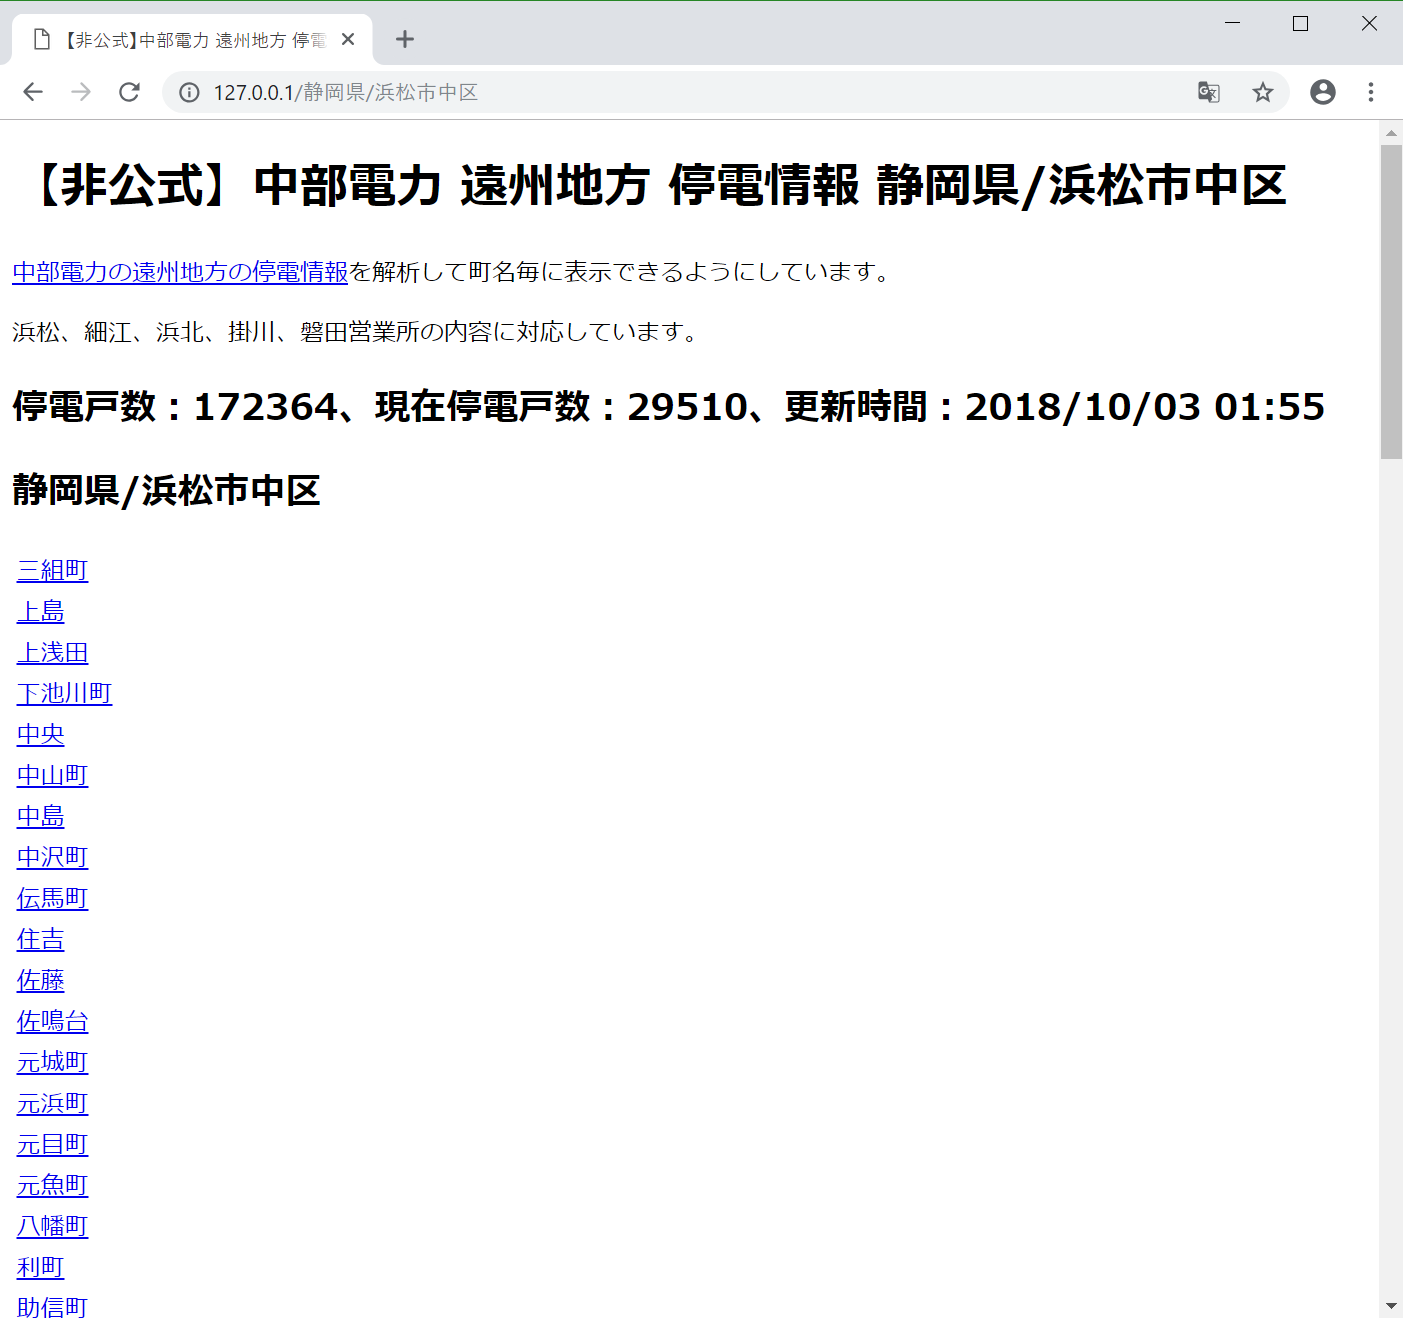 【非公式】中部電力 遠州地方 停電
127.0.0.1/静岡県/浜松市中区
【非公式】中部電力 遠州地方 停電情報 静岡県/浜松市中区
中部電力の遠州地方の停電情報を解析して町名毎に表示できるようにしています。
浜松、細江、浜北、掛川、磐田営業所の内容に対応しています。
停電戸数：172364、現在停電戸数：29510、更新時間：2018/10/03 01:55
静岡県/浜松市中区
三組町
上島
上浅田
下池川町
中央
中山町
中島
中沢町
伝馬町
住吉
佐藤
佐鳴台
元城町
元浜町
元目町
元魚町
八幡町
利町
助信町